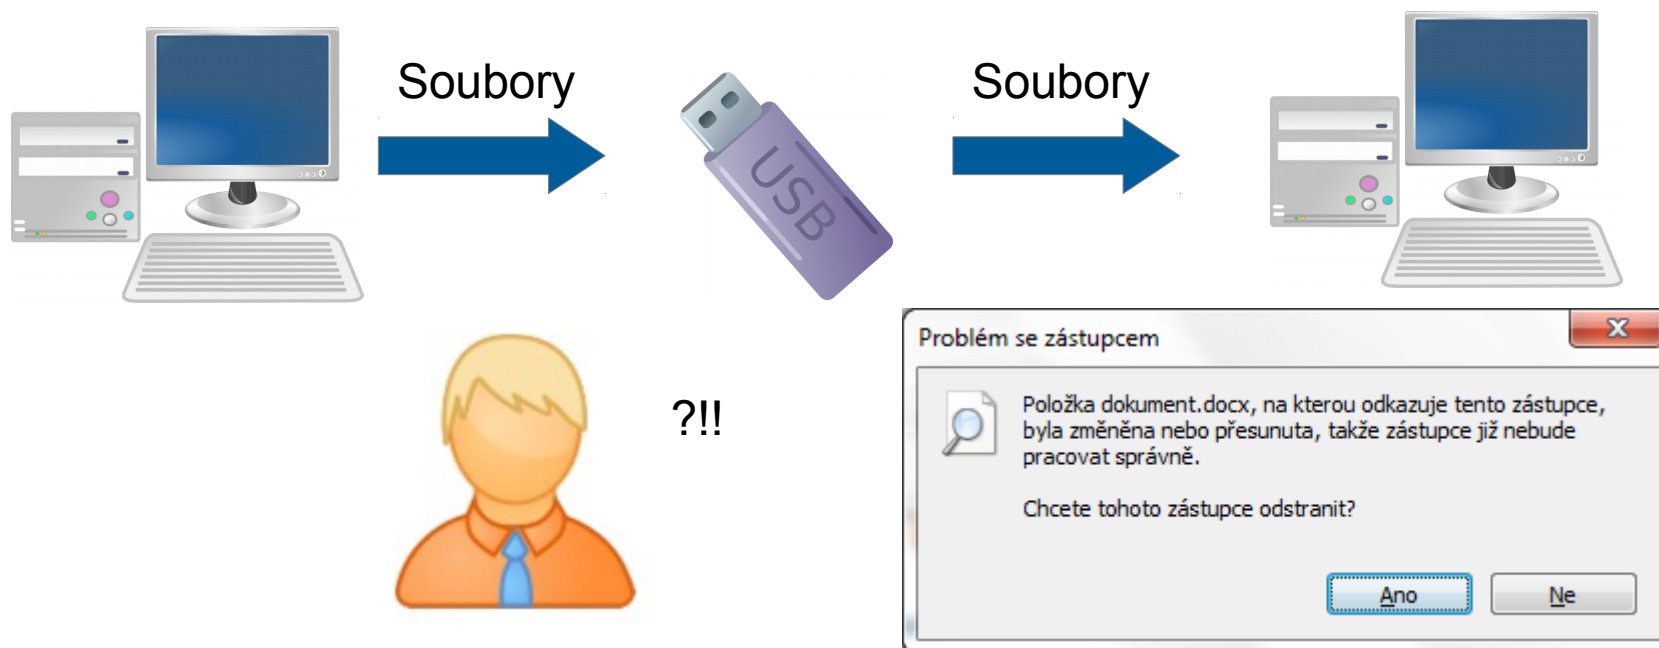 Soubory
Soubory
USB
?!!
Problém se zástupcem
Položka dokument.docx, na kterou odkazuje tento zástupce,
byla změněna nebo přesunuta, takže zástupce již nebude
pracovat správně.
Chcete tohoto zástupce odstranit?
Ano
Ne